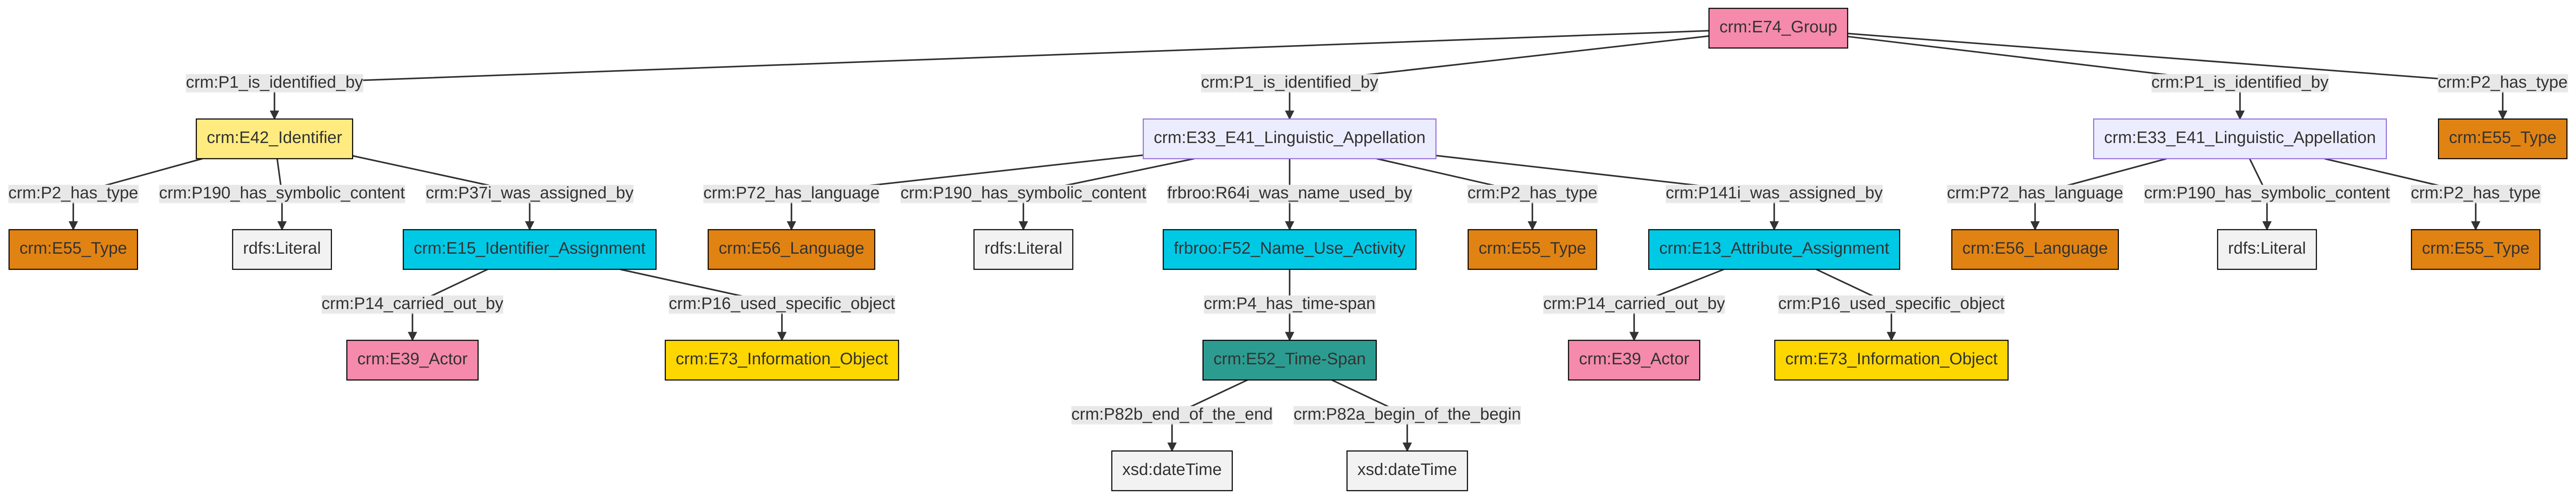 crm:E74_Group
crm:P1_is_identified_by
crm:P1_is_identified_by
crm:P1_is_identified_by
crm:P2_has_type
crm:E42_Identifier
crm:E33_E41_Linguistic_Appellation
crm:E33_E41_Linguistic_Appellation
crm:E55_Type
crm:P2_has_type
crm:P190_has_symbolic_content
crm:P37i_was_assigned_by
crm:P72_has_language
crm:P190_has_symbolic_content
frbroo:R64i_was_name_used_by
crm:P2_has_type
crm:P141i_was_assigned_by
crm:P72_has_language
crm:P190_has_symbolic_content
crm:P2_has_type
crm:E55_Type
rdfs:Literal
crm:E15_Identifier_Assignment
crm:E56_Language
rdfs:Literal
frbroo:F52_Name_Use_Activity
crm:E55_Type
crm:E13_Attribute_Assignment
crm:E56_Language
rdfs:Literal
crm:E55_Type
crm:P14_carried_out_by
crm:P16_used_specific_object
crm:P4_has_time-span
crm:P14_carried_out_by
crm:P16_used_specific_object
crm:E39_Actor
crm:E73_Information_Object
crm:E52_Time-Span
crm:E39_Actor
crm:E73_Information_Object
crm:P82b_end_of_the_end
crm:P82a_begin_of_the_begin
xsd:dateTime
xsd:dateTime